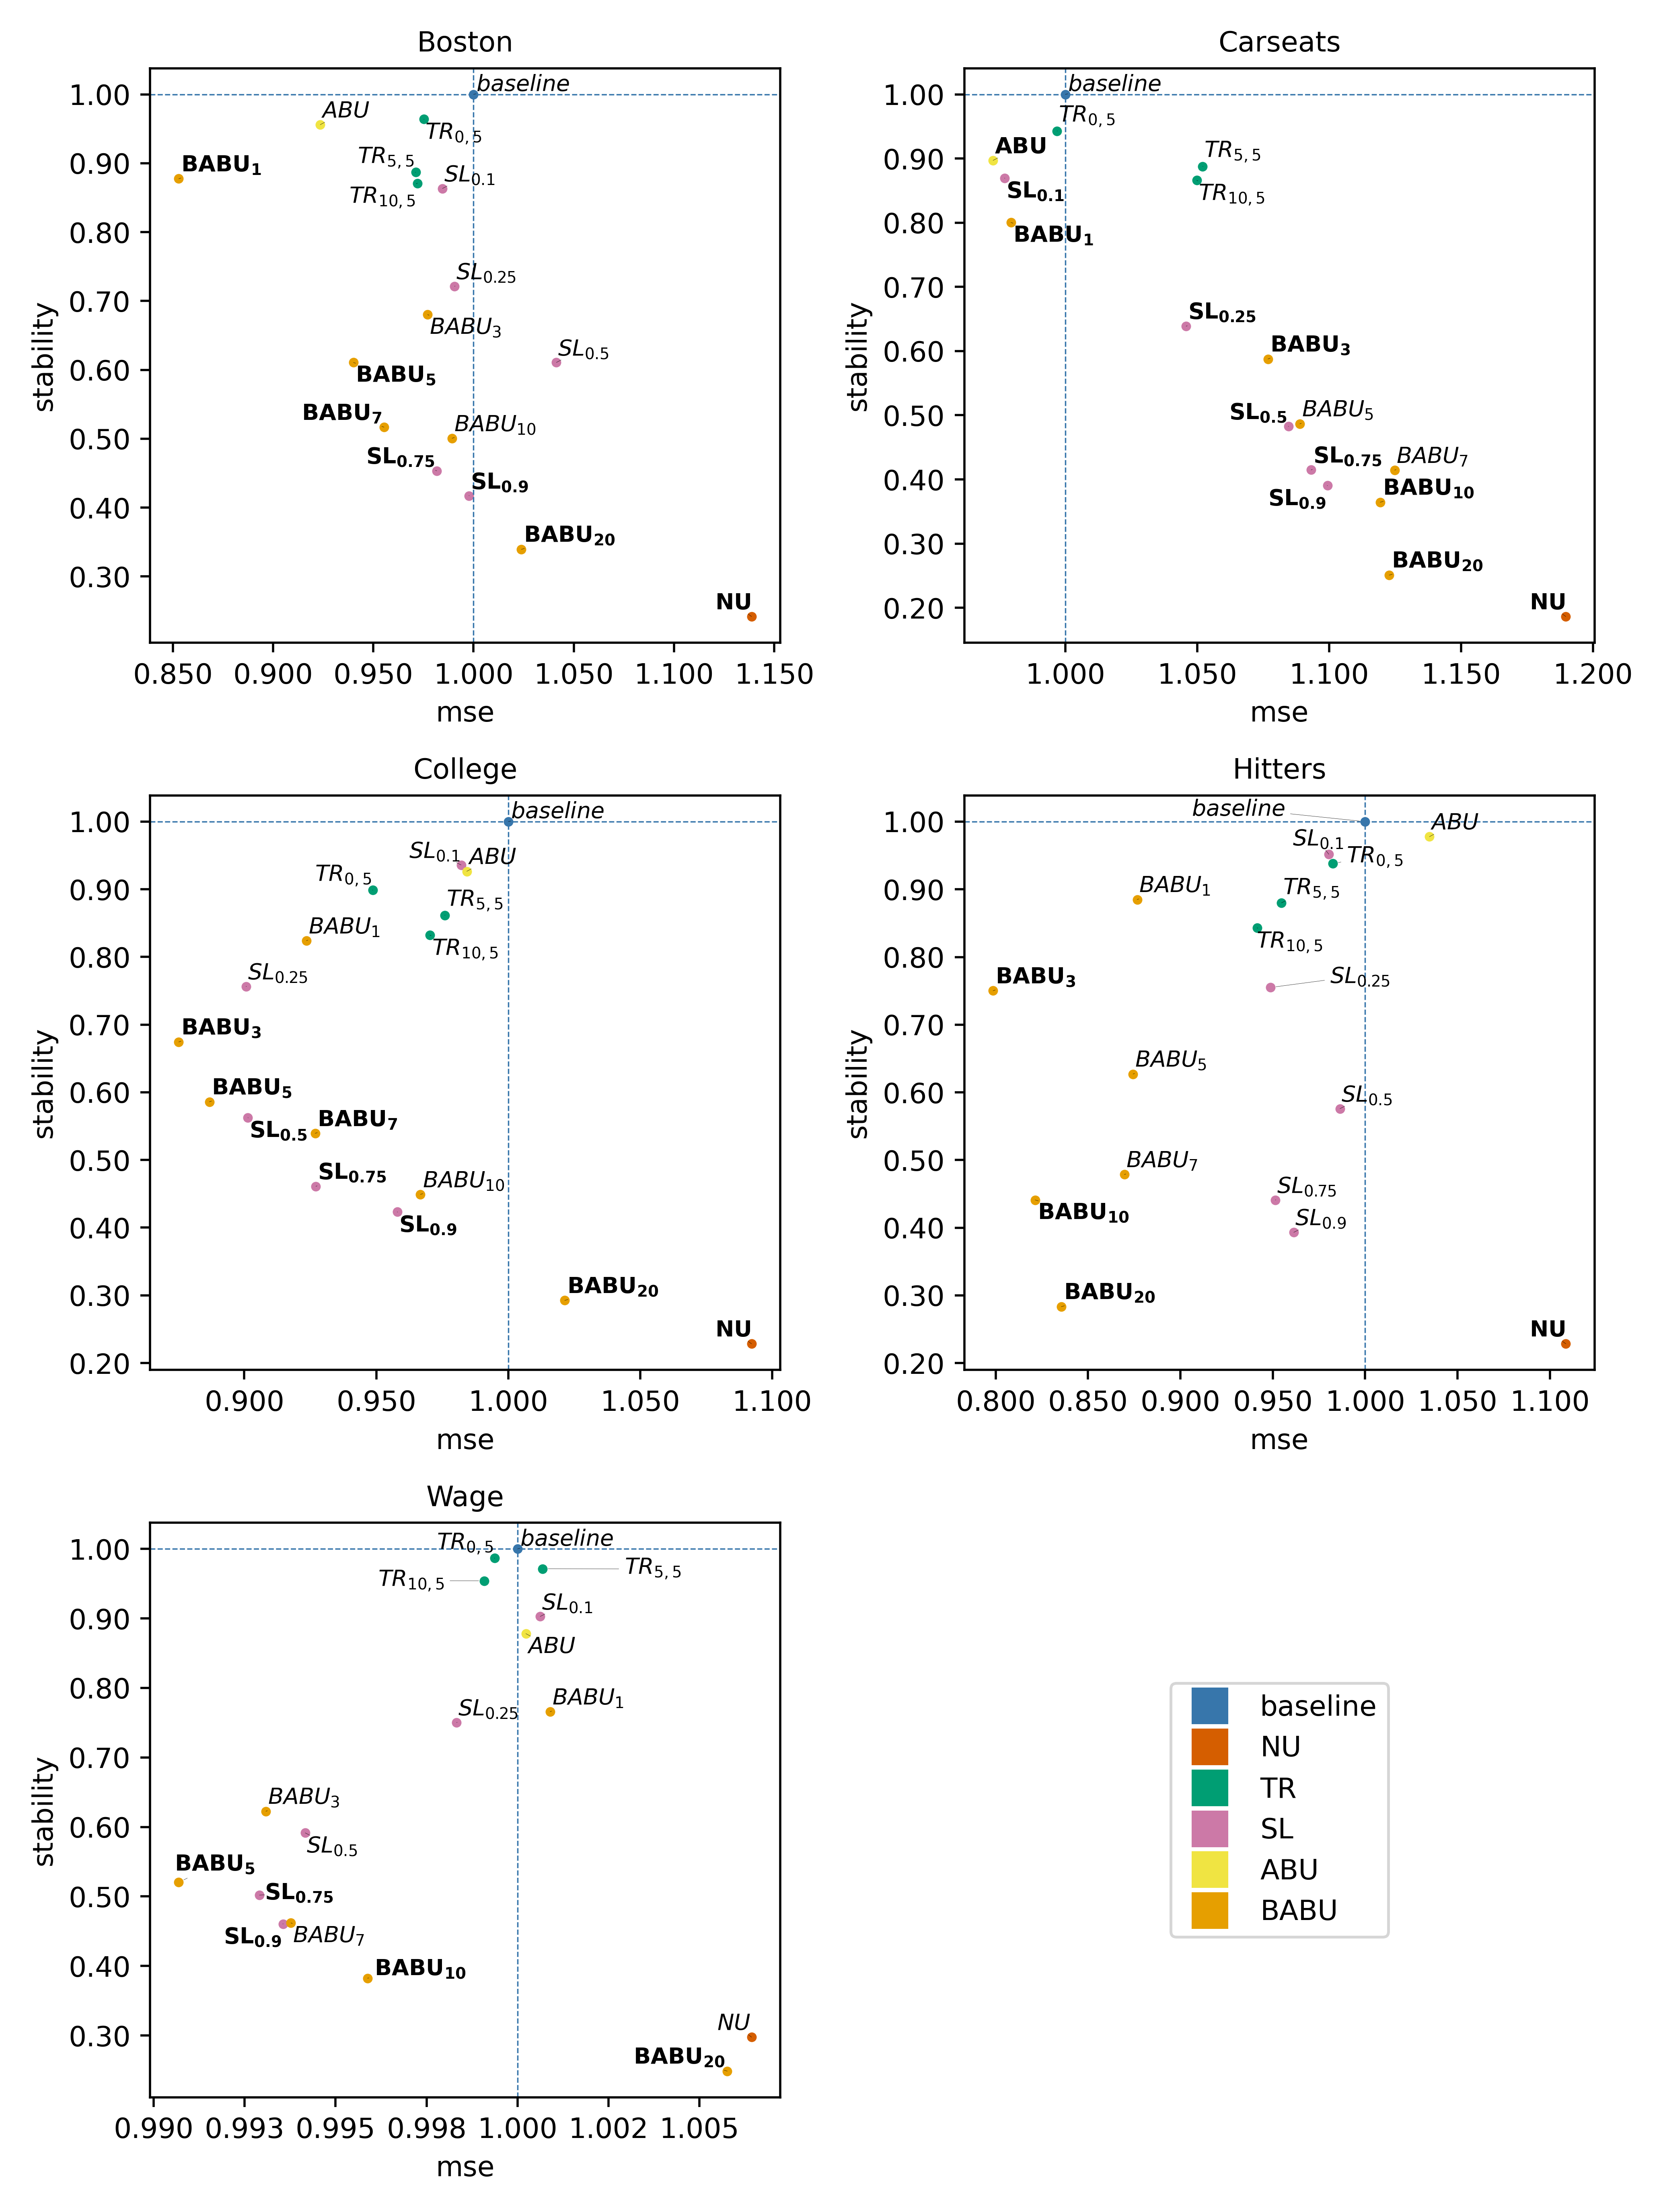 Boston
1.00
0.90
0.80
0.70
0.60
0.50
0.40
0.30
stability
baseline
ABU
TR0,5
BABU1
TR5,5
SL0.1
TR10,5
SL0.25
BABU3
SL0.5
BABU5
BABU7
BABU10
SL0.75
SL0.9
BABU20
NU
0.850 0.900 0.950 1.000 1.050 1.100 1.150
mse
Carseats
1.00
0.90
0.80
0.70
0.60
0.50
0.40
0.30
0.20
stability
baseline
TR0,5
ABU
TR5,5
SL0.1
TR10,5
BABU1
SL0.25
BABU3
SL0.5
BABU5
SL0.75
BABU7
SL0.9
BABU10
BABU20
NU
1.000 1.050 1.100 1.150 1.200
mse
College
1.00
0.90
0.80
0.70
0.60
0.50
0.40
0.30
0.20
stability
baseline
SL0.1
ABU
TR0,5
TR5,5
BABU1
TR10,5
SL0.25
BABU3
BABU5
SL0.5
BABU7
SL0.75
BABU10
SL0.9
BABU20
NU
0.900 0.950 1.000 1.050 1.100
mse
Hitters
1.00
0.90
0.80
0.70
0.60
0.50
0.40
0.30
0.20
stability
baseline
ABU
SL0.1
TR0,5
BABU1
TR5,5
TR10,5
BABU3
SL0.25
BABU5
SL0.5
BABU7
SL0.75
BABU10
SL0.9
BABU20
NU
0.800 0.850 0.900 0.950 1.000 1.050 1.100
mse
Wage
1.00
0.90
0.80
0.70
0.60
0.50
0.40
0.30
stability
TR0,5
baseline
TR10,5
TR5,5
SL0.1
ABU
SL0.25
BABU1
BABU3
SL0.5
BABU5
SL0.75
SL0.9
BABU7
BABU10
NU
BABU20
0.990 0.993 0.995 0.998 1.000 1.002 1.005
mse
baseline
NU
TR
SL
ABU
BABU